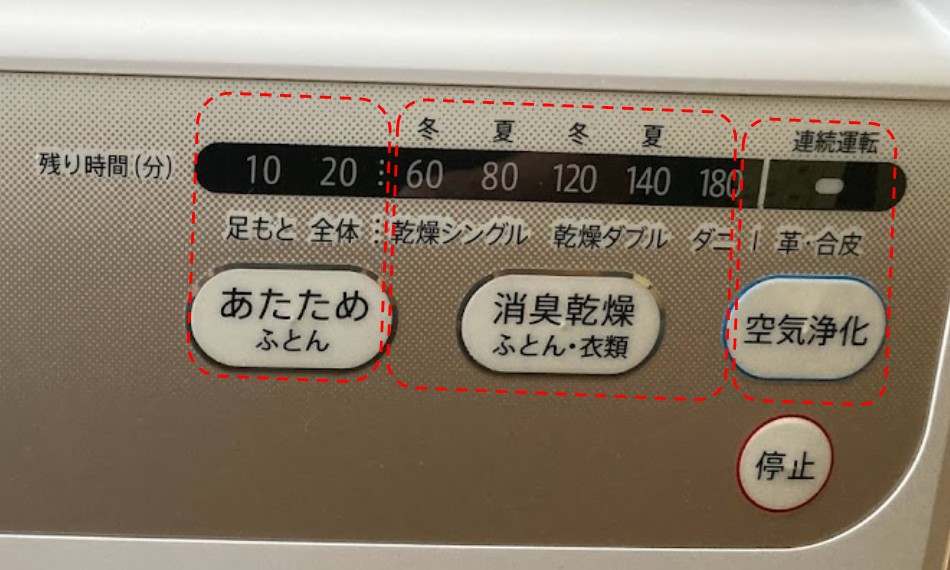 冬 夏 冬 夏 連続運転
残り時間(分) 10 20 : 60 80 120 140 180
足もと 全体 乾燥シングル 乾燥ダブル ダニ | 革・合皮
あたため 消臭乾燥 空気浄化
ふとん ふとん・衣類
停止